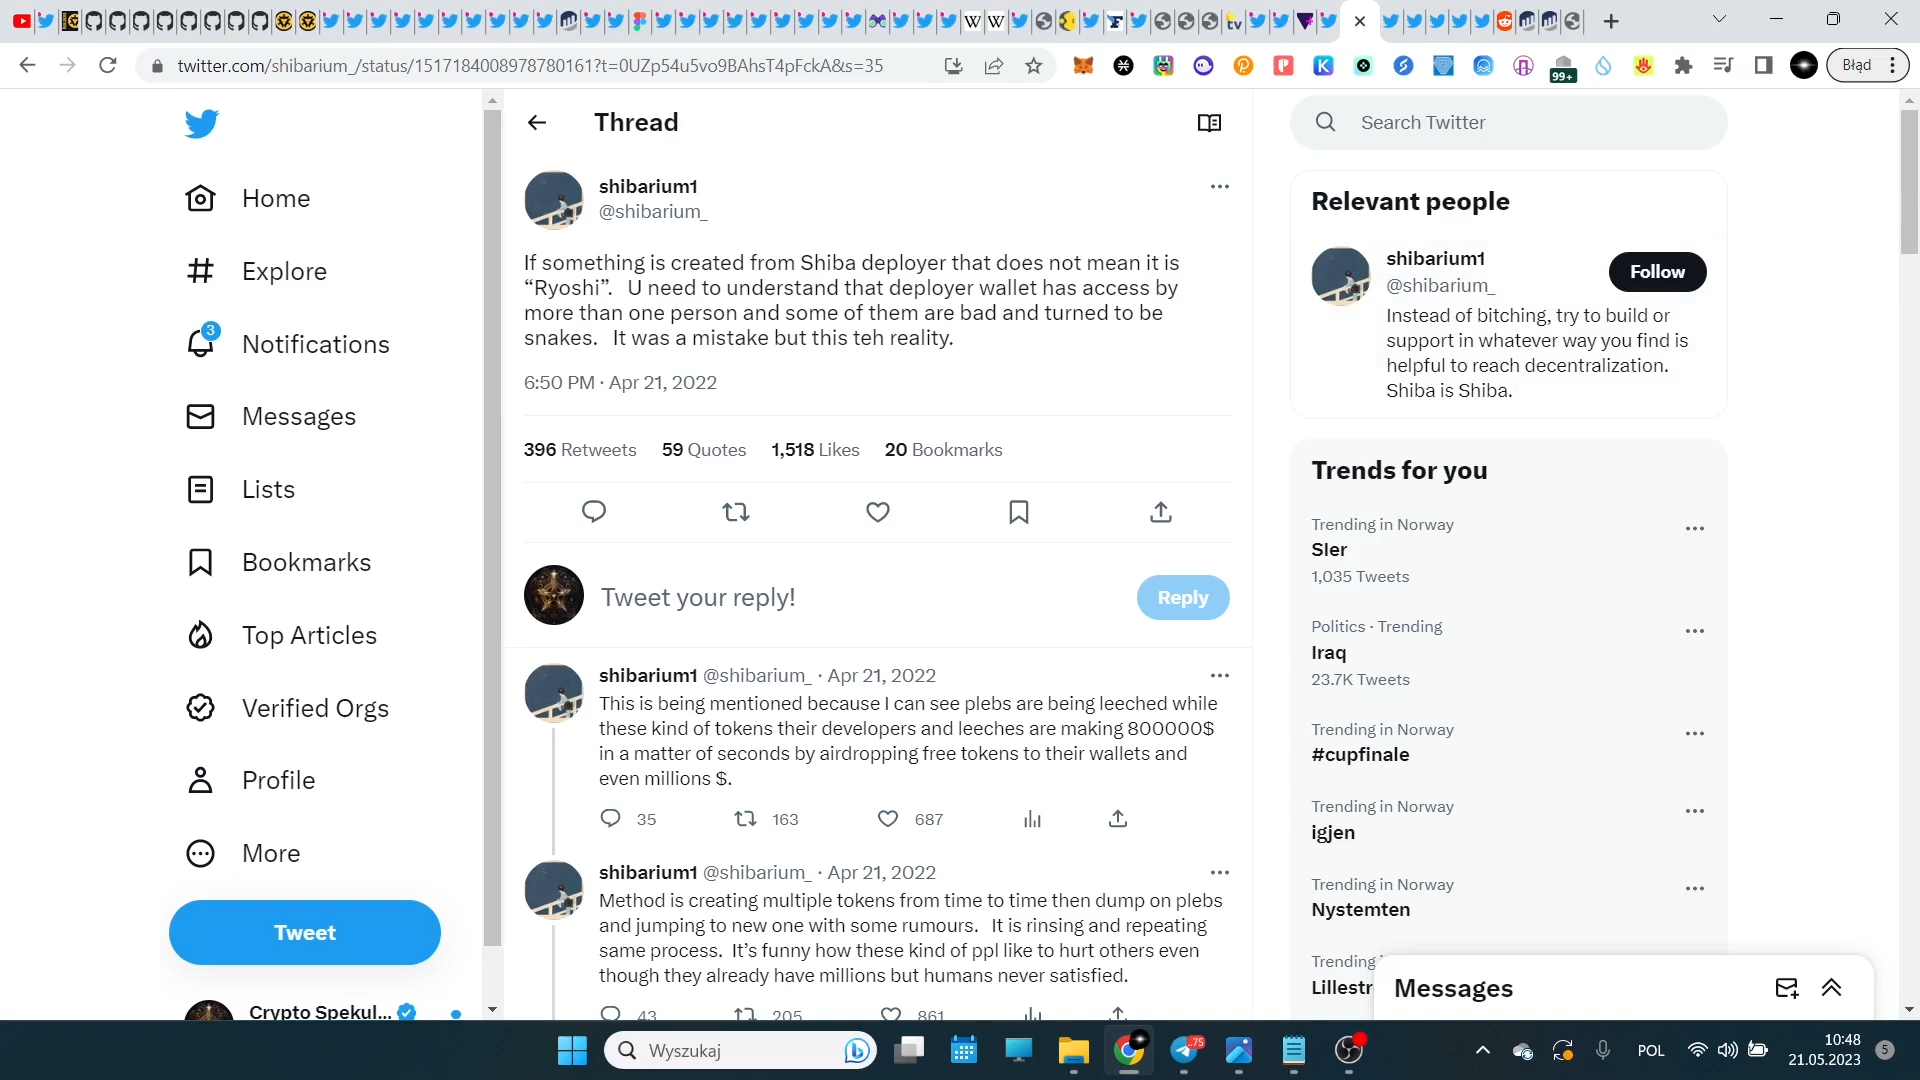 twitter.com/shibarium_/status/1517184008978780161?t=0UZp54u5vo9BAhsT4pFckA&s=35
99+
Błąd
Home
Explore
3
Notifications
Messages
Lists
Bookmarks
Top Articles
Verified Orgs
Profile
More
Tweet
Crypto Spekul...
Thread
shibarium1
@shibarium_
If something is created from Shiba deployer that does not mean it is
“Ryoshi”. U need to understand that deployer wallet has access by
more than one person and some of them are bad and turned to be
snakes. It was a mistake but this teh reality.
6:50 PM · Apr 21, 2022
396 Retweets 59 Quotes 1,518 Likes 20 Bookmarks
Tweet your reply!
Reply
shibarium1 @shibarium_ · Apr 21, 2022
This is being mentioned because I can see plebs are being leeched while
these kind of tokens their developers and leeches are making 800000$
in a matter of seconds by airdropping free tokens to their wallets and
even millions $.
35 163 687
shibarium1 @shibarium_ · Apr 21, 2022
Method is creating multiple tokens from time to time then dump on plebs
and jumping to new one with some rumours. It is rinsing and repeating
same process. It’s funny how these kind of ppl like to hurt others even
though they already have millions but humans never satisfied.
43 205 861
Search Twitter
Relevant people
shibarium1
@shibarium_
Follow
Instead of bitching, try to build or
support in whatever way you find is
helpful to reach decentralization.
Shiba is Shiba.
Trends for you
Trending in Norway
Sler
1,035 Tweets
Politics · Trending
Iraq
23.7K Tweets
Trending in Norway
#cupfinale
Trending in Norway
igjen
Trending in Norway
Nystemten
Trending
Lillestr
Messages
Wyszukaj
.75
POL
10:48
21.05.2023
5